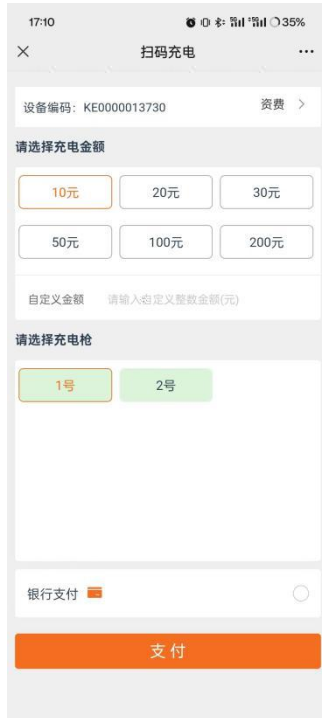 17:10
35%
扫码充电
设备编码：KE0000013730 资费
请选择充电金额
10元 20元 30元
50元 100元 200元
自定义金额 请输入自定义整数金额(元)
请选择充电枪
1号 2号
银行支付
支付